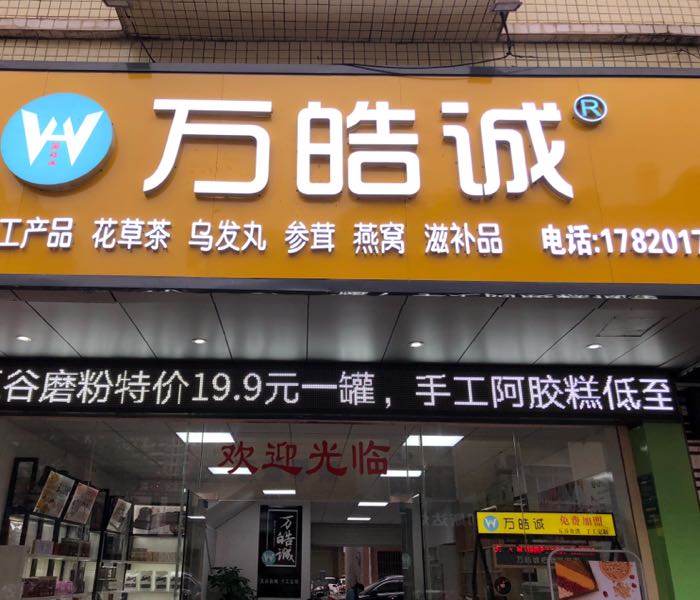 万皓诚®
工产品 花草茶 乌发丸 参茸 燕窝 滋补品 电话:1782017
谷磨粉特价19.9元一罐，手工阿胶糕低至
欢迎光临
万皓诚
万皓诚 免费加盟